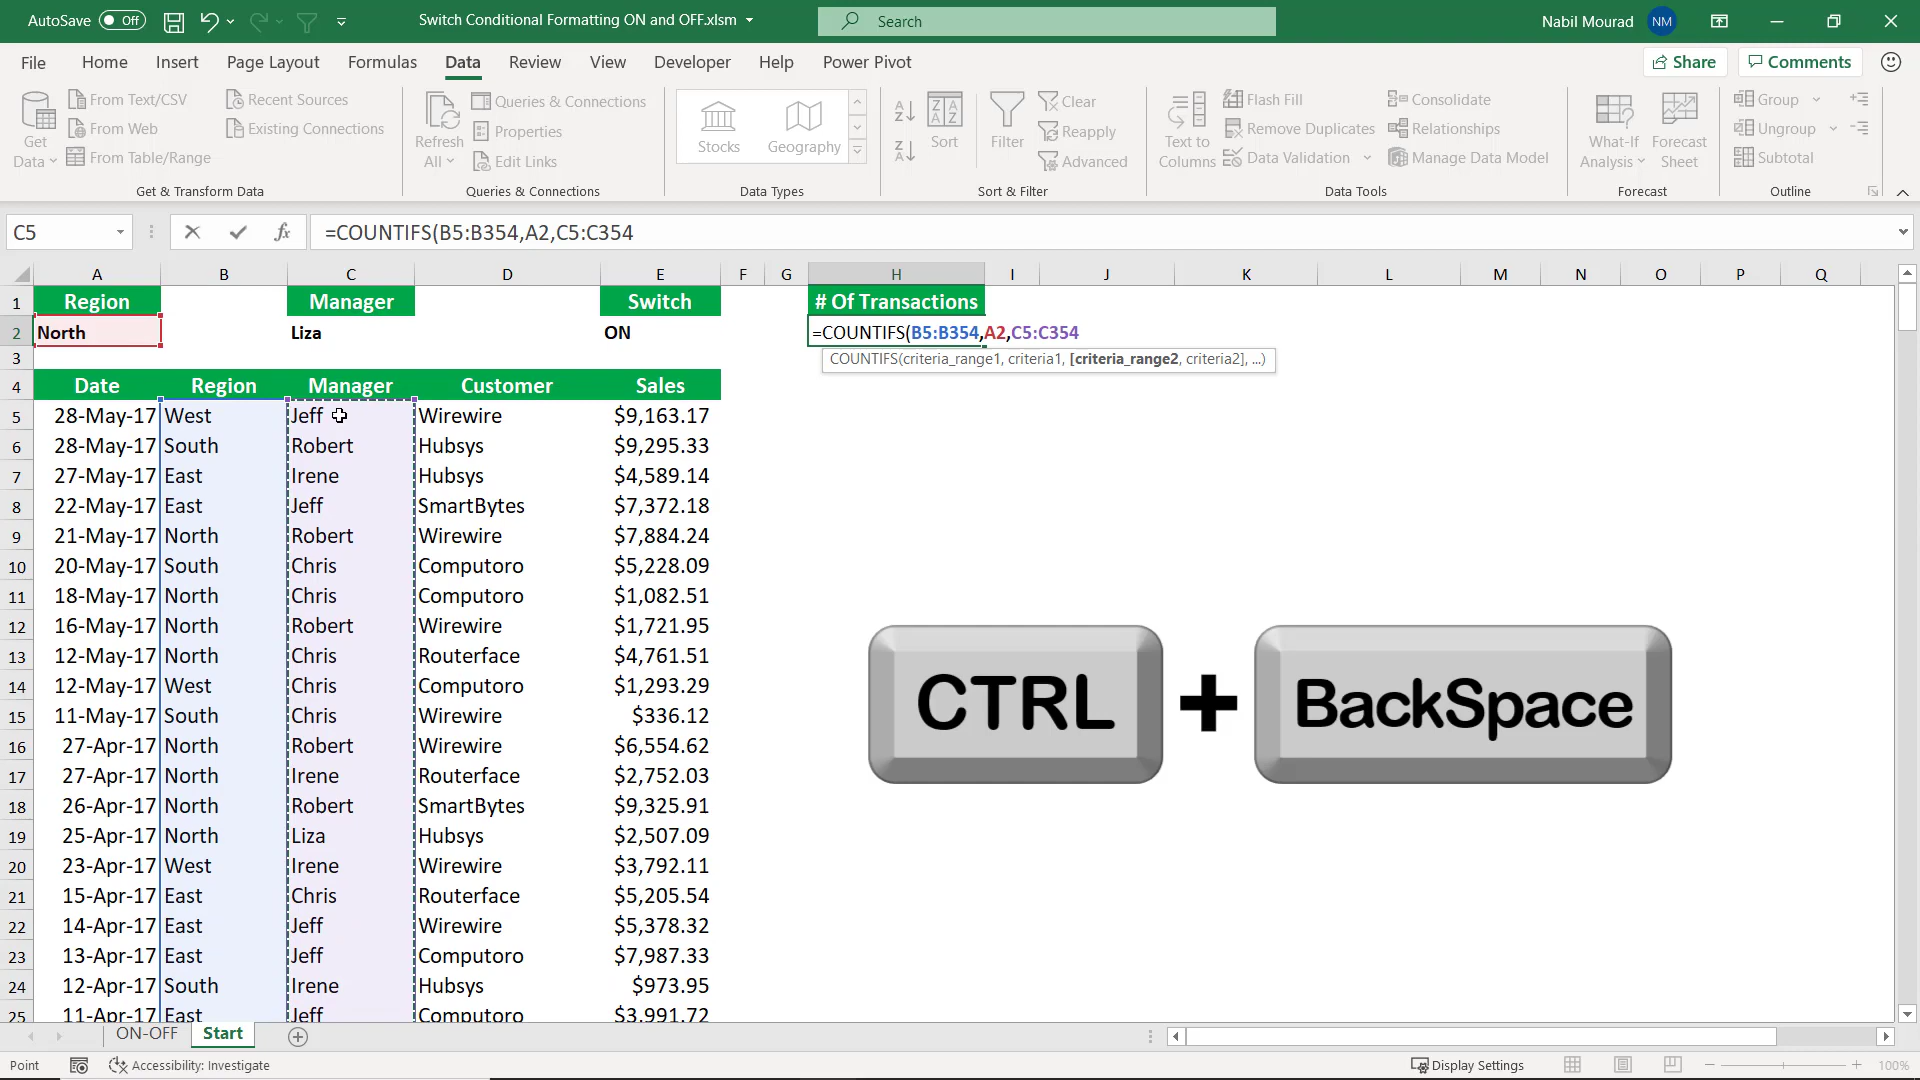 AutoSave Off Switch Conditional Formatting ON and OFF.xlsm Search Nabil Mourad NM
File Home Insert Page Layout Formulas Data Review View Developer Help Power Pivot Share Comments
Get Data From Text/CSV From Web From Table/Range Recent Sources Existing Connections
Get & Transform Data
Refresh All Queries & Connections Properties Edit Links
Queries & Connections
Stocks Geography
Data Types
Sort Filter Clear Reapply Advanced
Sort & Filter
Text to Columns Flash Fill Remove Duplicates Data Validation Consolidate Relationships Manage Data Model
Data Tools
What-If Analysis Forecast Sheet
Forecast
Group Ungroup Subtotal
Outline
C5 fx =COUNTIFS(B5:B354,A2,C5:C354
A B C D E F G H I J K L M N O P Q
1 Region Manager Switch # Of Transactions
2 North Liza ON =COUNTIFS(B5:B354,A2,C5:C354
3 COUNTIFS(criteria_range1, criteria1, [criteria_range2, criteria2], ...)
4 Date Region Manager Customer Sales
5 28-May-17 West Jeff Wirewire $9,163.17
6 28-May-17 South Robert Hubsys $9,295.33
7 27-May-17 East Irene Hubsys $4,589.14
8 22-May-17 East Jeff SmartBytes $7,372.18
9 21-May-17 North Robert Wirewire $7,884.24
10 20-May-17 South Chris Computoro $5,228.09
11 18-May-17 North Chris Computoro $1,082.51
12 16-May-17 North Robert Wirewire $1,721.95
13 12-May-17 North Chris Routerface $4,761.51
14 12-May-17 West Chris Computoro $1,293.29
15 11-May-17 South Chris Wirewire $336.12
16 27-Apr-17 North Robert Wirewire $6,554.62
17 27-Apr-17 North Irene Routerface $2,752.03
18 26-Apr-17 North Robert SmartBytes $9,325.91
19 25-Apr-17 North Liza Hubsys $2,507.09
20 23-Apr-17 West Irene Wirewire $3,792.11
21 15-Apr-17 East Chris Routerface $5,205.54
22 14-Apr-17 East Jeff Wirewire $5,378.32
23 13-Apr-17 East Jeff Computoro $7,987.33
24 12-Apr-17 South Irene Hubsys $973.95
25 11-Apr-17 East Jeff Computoro $3,991.72
CTRL + BackSpace
ON-OFF Start
Point Accessibility: Investigate Display Settings 100%